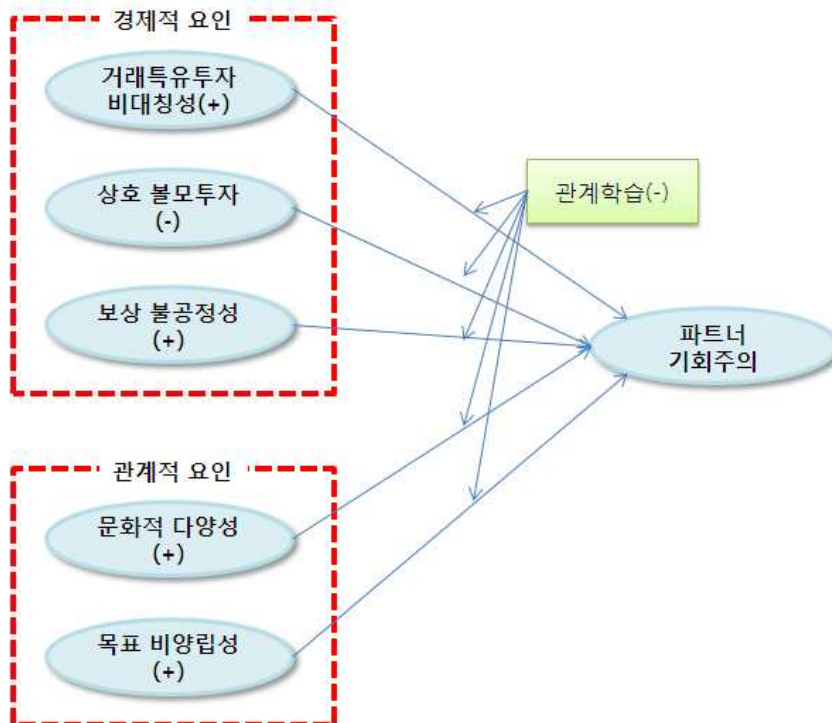 경제적 요인
거래특유투자
비대칭성(+)
상호 볼모투자
(-)
관계학습(-)
보상 불공정성
(+)
파트너
기회주의
관계적 요인
문화적 다양성
(+)
목표 비양립성
(+)